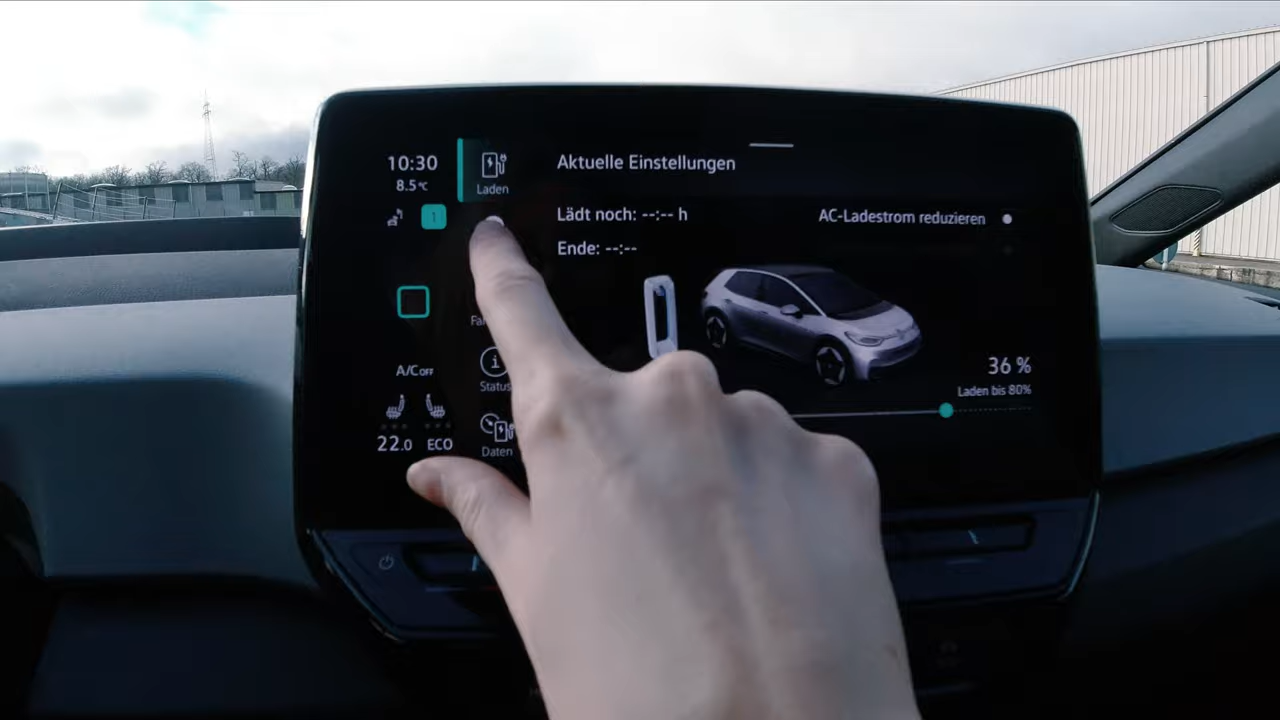 10:30
8.5°C
1
A/C OFF
22.0
ECO
Laden
Status
Daten
Aktuelle Einstellungen
Lädt noch: --:-- h
Ende: --:--
AC-Ladestrom reduzieren
36 %
Laden bis 80%